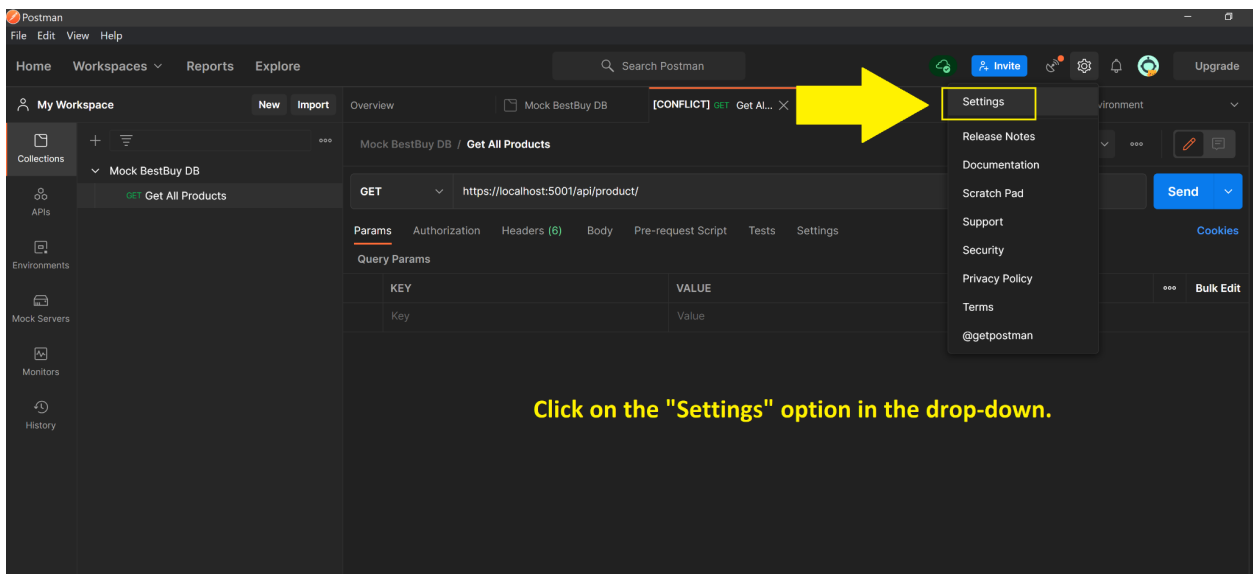 Postman
File Edit View Help
Home Workspaces Reports Explore Search Postman Invite Upgrade
My Workspace New Import Overview Mock BestBuy DB [CONFLICT] GET Get Al... Settings
Collections
Mock BestBuy DB / Get All Products
Release Notes
Mock BestBuy DB
Documentation
GET Get All Products
GET https://localhost:5001/api/product/ Scratch Pad Send
APIs
Support
Params Authorization Headers (6) Body Pre-request Script Tests Settings Cookies
Security
Environments
Query Params
Privacy Policy
KEY VALUE Bulk Edit
Terms
Mock Servers
Key Value
@getpostman
Monitors
Click on the "Settings" option in the drop-down.
History